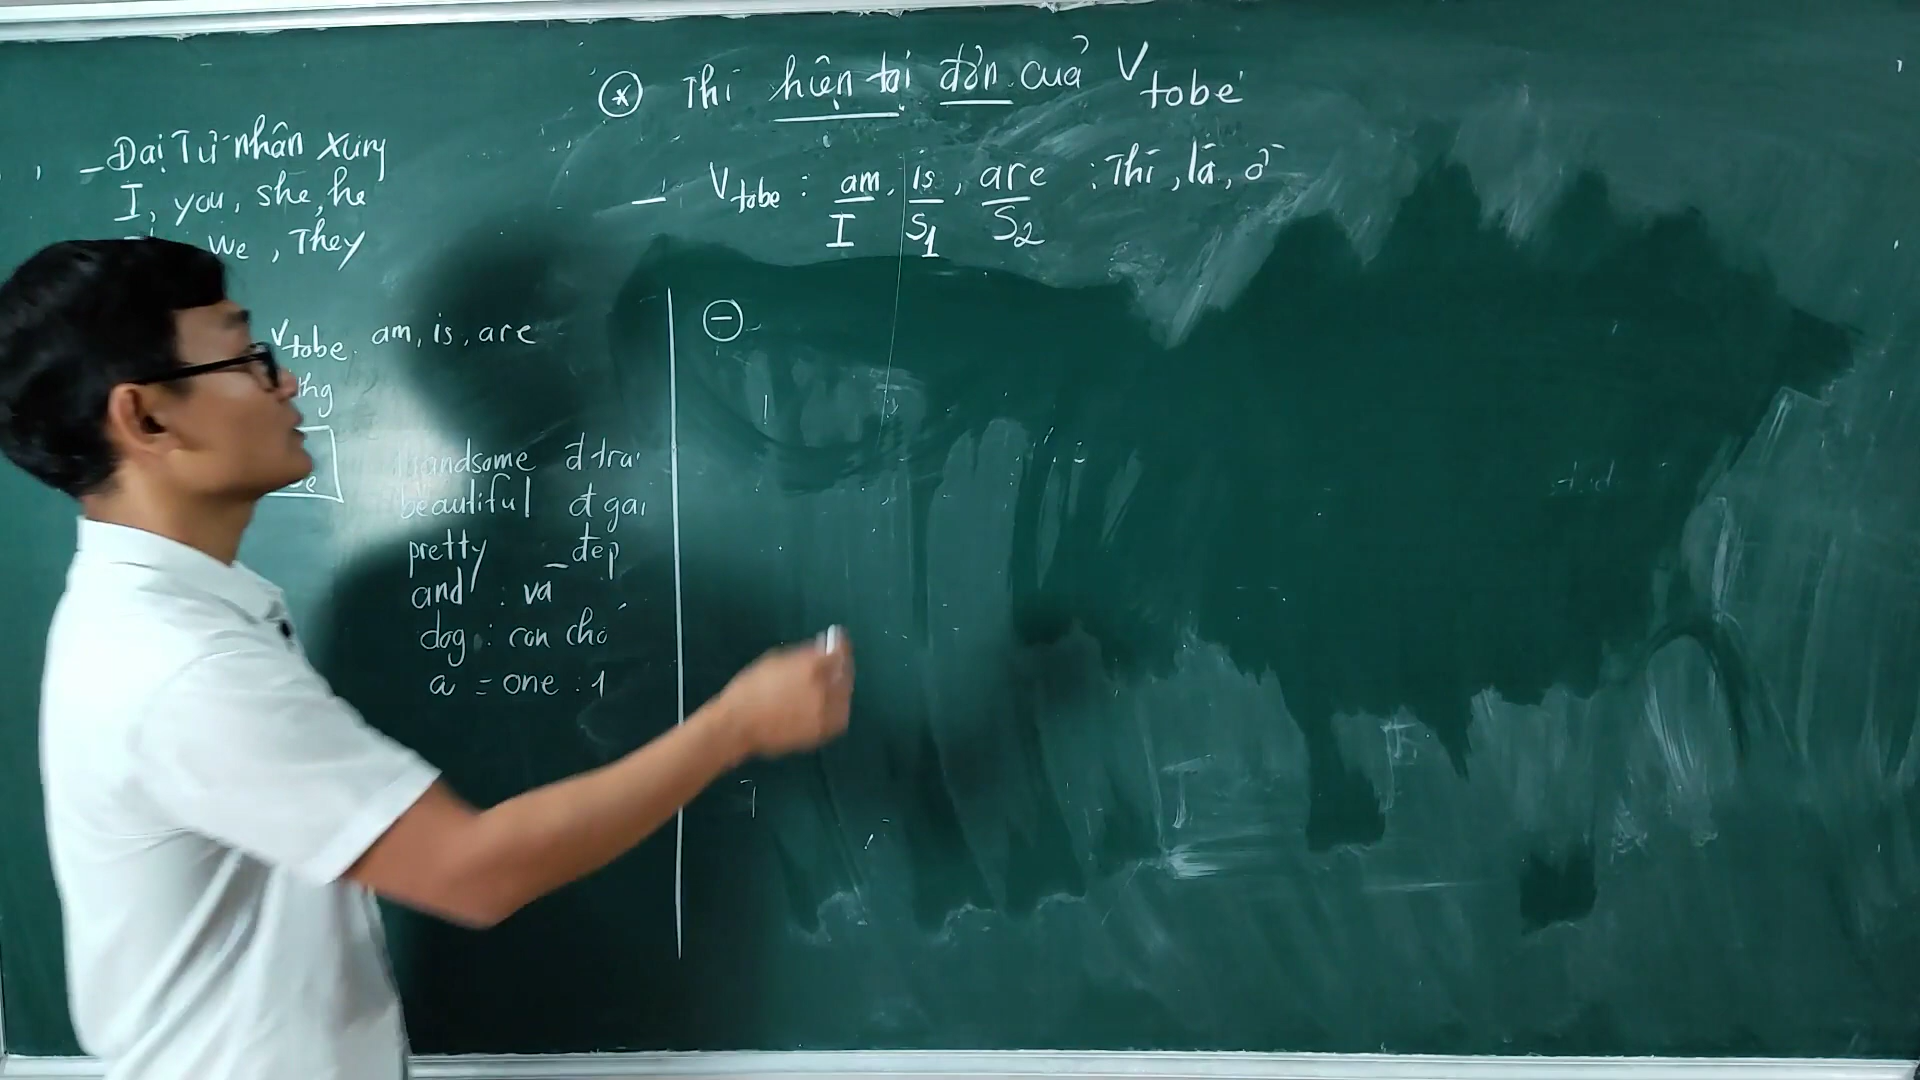 * Thì hiện tại đơn của V tobe
- V tobe : am, is, are : Thì, là, ở
I S1 S2
- Đại Từ nhân xưng
I, you, she, he
We, They
V tobe. am, is, are
handsome đ trai
beautiful đ gái
pretty _ đẹp
and : và
dog : con chó
a = one : 1
-